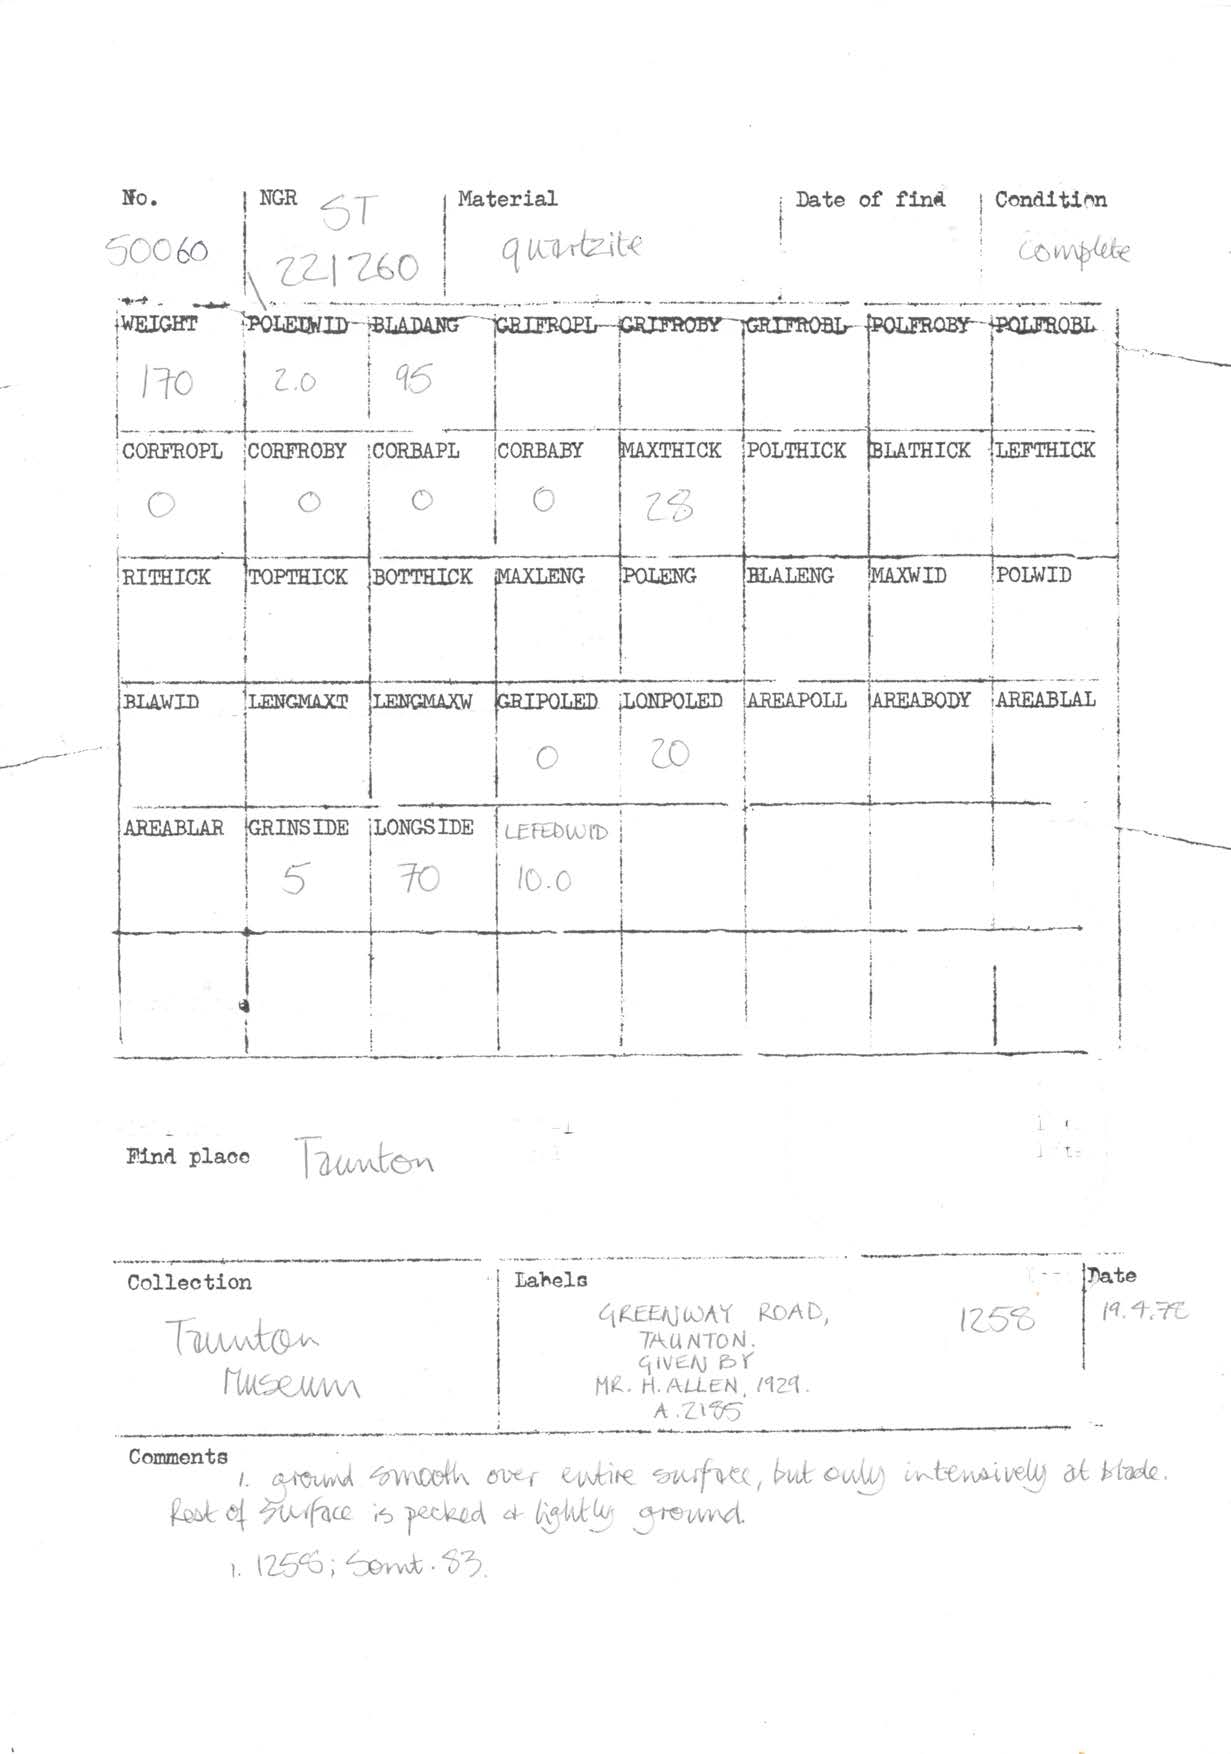 No. NGR ST Material Date of find Condition
50060 221260 quartzite complete
WEIGHT POLEDWID BLADANG GRIFROPL GRIFROBY GRIFROBL POLFROBY POLFROBL
170 2.0 95
CORFROPL CORFROBY CORBAPL CORBABY MAXTHICK POLTHICK BLATHICK LEFTHICK
0 0 0 0 28
RITHICK TOPTHICK BOTTHICK MAXLENG POLENG BLALENG MAXWID POLWID
BLAWID LENGMAXT LENGMAXW GRIPOLED LONPOLED AREAPOLL AREABODY AREABLAL
0 20
AREABLAR GRINSIDE LONGSIDE LEFEDWID
5 70 10.0
Find place Taunton
Collection Labels Date
GREENWAY ROAD, 1258 19.4.78
Taunton TAUNTON.
GIVEN BY
Museum MR. H. ALLEN, 1929.
A.2185
Comments
1. ground smooth over entire surface, but only intensively at blade.
Rest of surface is pecked & lightly ground.
1. 1258; Somt. 83.